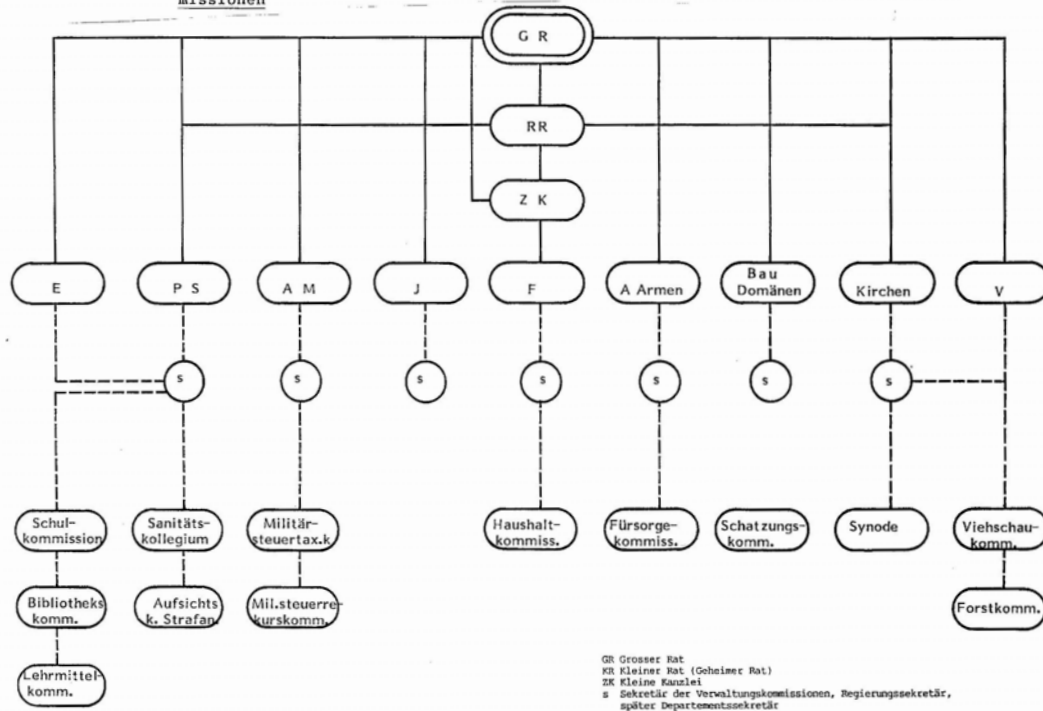 missionen
G R
RR
Z K
E
P S
A M
J
F
A Armen
Bau
Domänen
Kirchen
V
s
s
s
s
s
s
s
Schul-
kommission
Sanitäts-
kollegium
Militär-
steuertax.k
Haushalt-
kommiss.
Fürsorge-
kommiss.
Schatzungs-
komm.
Synode
Viehschau-
komm.
Bibliotheks
komm.
Aufsichts
k. Strafan.
Mil.steuerre-
kurskomm.
Forstkomm.
Lehrmittel-
komm.
GR Grosser Rat
KR Kleiner Rat (Geheimer Rat)
ZK Kleine Kanzlei
s Sekretär der Verwaltungskommissionen, Regierungssekretär,
später Departementssekretär